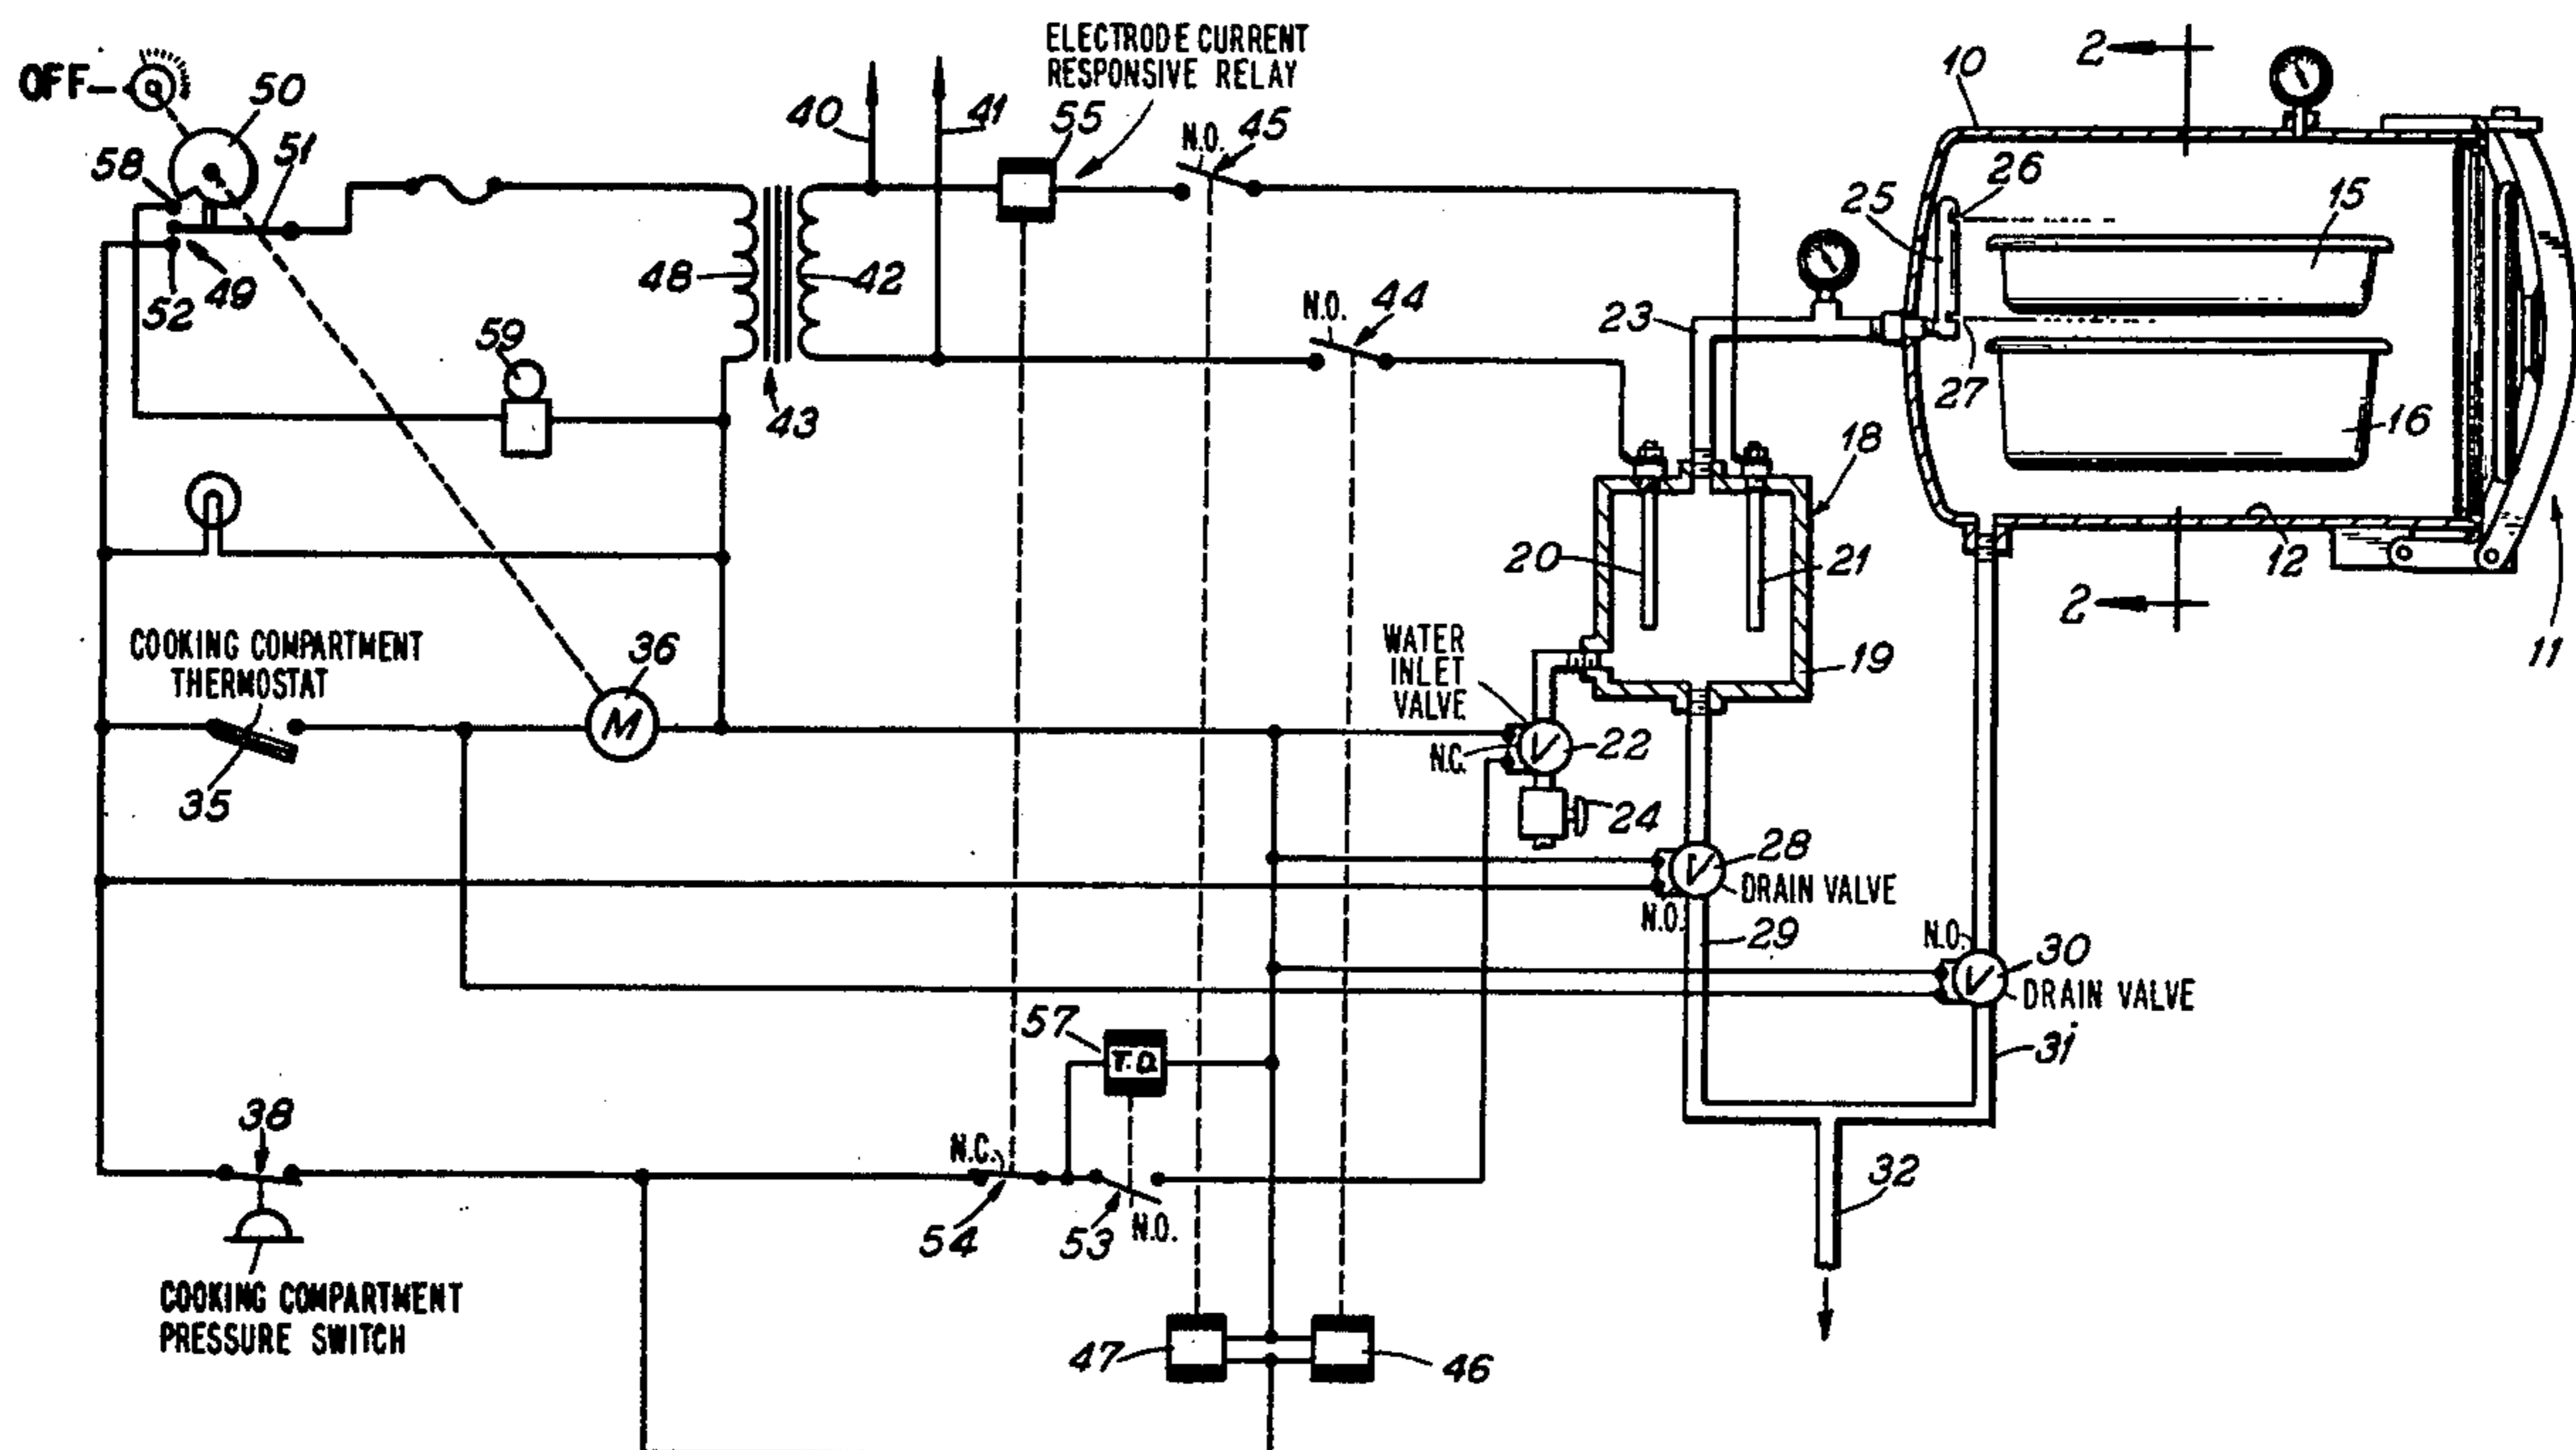 ELECTRODE CURRENT
RESPONSIVE RELAY
OFF
50
51
58
49
52
40
41
55
N.O.
45
10
2
26
15
25
48
42
N.O.
44
23
59
43
27
16
18
12
20
21
2
11
COOKING COMPARTMENT
THERMOSTAT
36
M
WATER
INLET
VALVE
19
N.C.
V
22
35
24
V
28
DRAIN VALVE
N.O.
29
N.O.
V
30
DRAIN VALVE
57
T.D.
31
38
N.C.
54
53
N.O.
32
COOKING COMPARTMENT
PRESSURE SWITCH
47
46